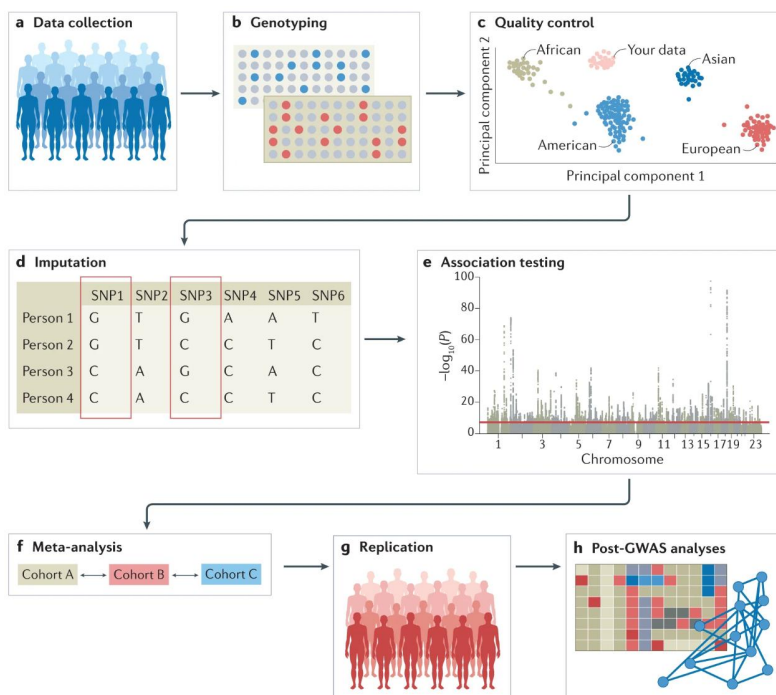 a Data collection
b Genotyping
c Quality control
Principal component 2
African
Your data
Asian
American
European
Principal component 1
d Imputation
SNP1 SNP2 SNP3 SNP4 SNP5 SNP6
Person 1 G T G A A T
Person 2 G T C C T C
Person 3 C A G C A C
Person 4 C A C C T C
e Association testing
–log10(P)
100
80
60
40
20
0
1 3 5 7 9 11 13 15 17 19 21 23
Chromosome
f Meta-analysis
Cohort A Cohort B Cohort C
g Replication
h Post-GWAS analyses